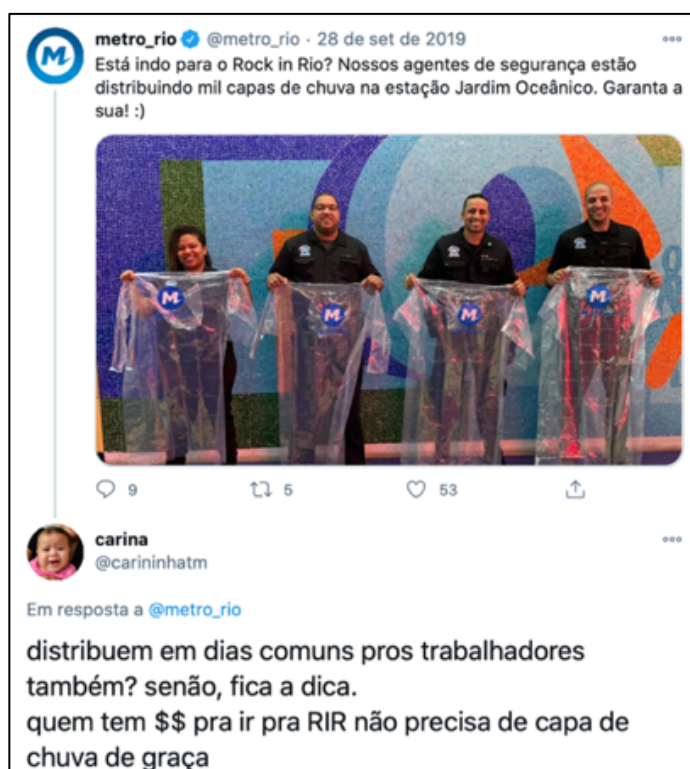 metro_rio @metro_rio · 28 de set de 2019
Está indo para o Rock in Rio? Nossos agentes de segurança estão
distribuindo mil capas de chuva na estação Jardim Oceânico. Garanta a
sua! :)
9 5 53
carina
@carininhatm
Em resposta a @metro_rio
distribuem em dias comuns pros trabalhadores
também? senão, fica a dica.
quem tem $$ pra ir pra RIR não precisa de capa de
chuva de graça